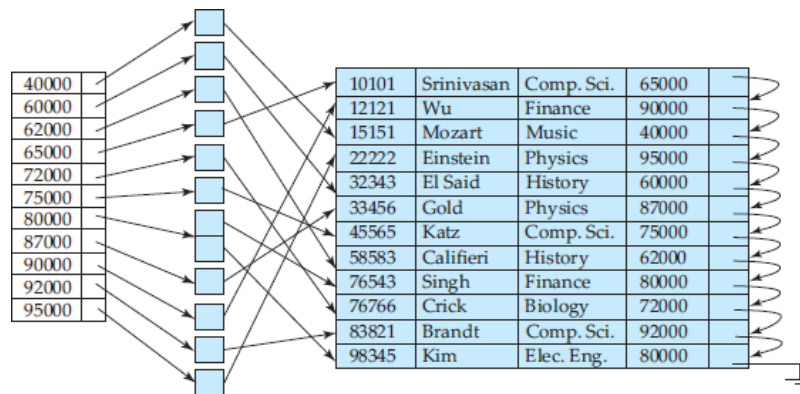 40000
60000
62000
65000
72000
75000
80000
87000
90000
92000
95000
10101 Srinivasan Comp. Sci. 65000
12121 Wu Finance 90000
15151 Mozart Music 40000
22222 Einstein Physics 95000
32343 El Said History 60000
33456 Gold Physics 87000
45565 Katz Comp. Sci. 75000
58583 Califieri History 62000
76543 Singh Finance 80000
76766 Crick Biology 72000
83821 Brandt Comp. Sci. 92000
98345 Kim Elec. Eng. 80000